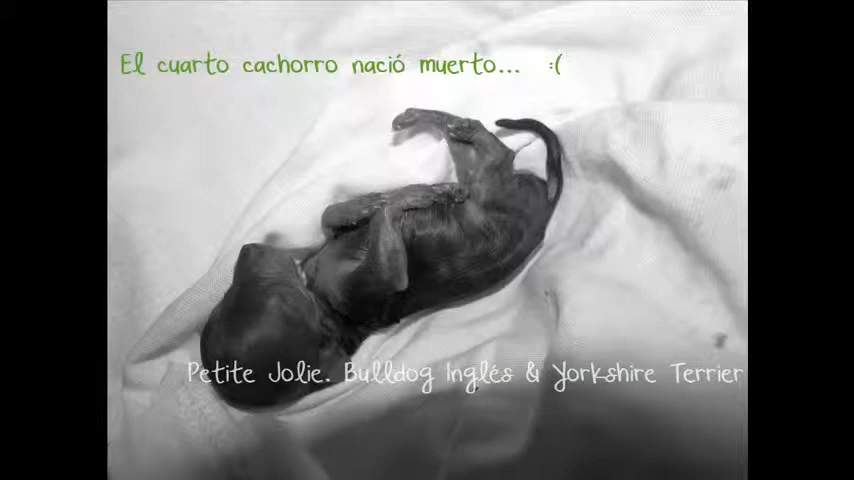 El cuarto cachorro nació muerto... :(
Petite Jolie. Bulldog Inglés & Yorkshire Terrier